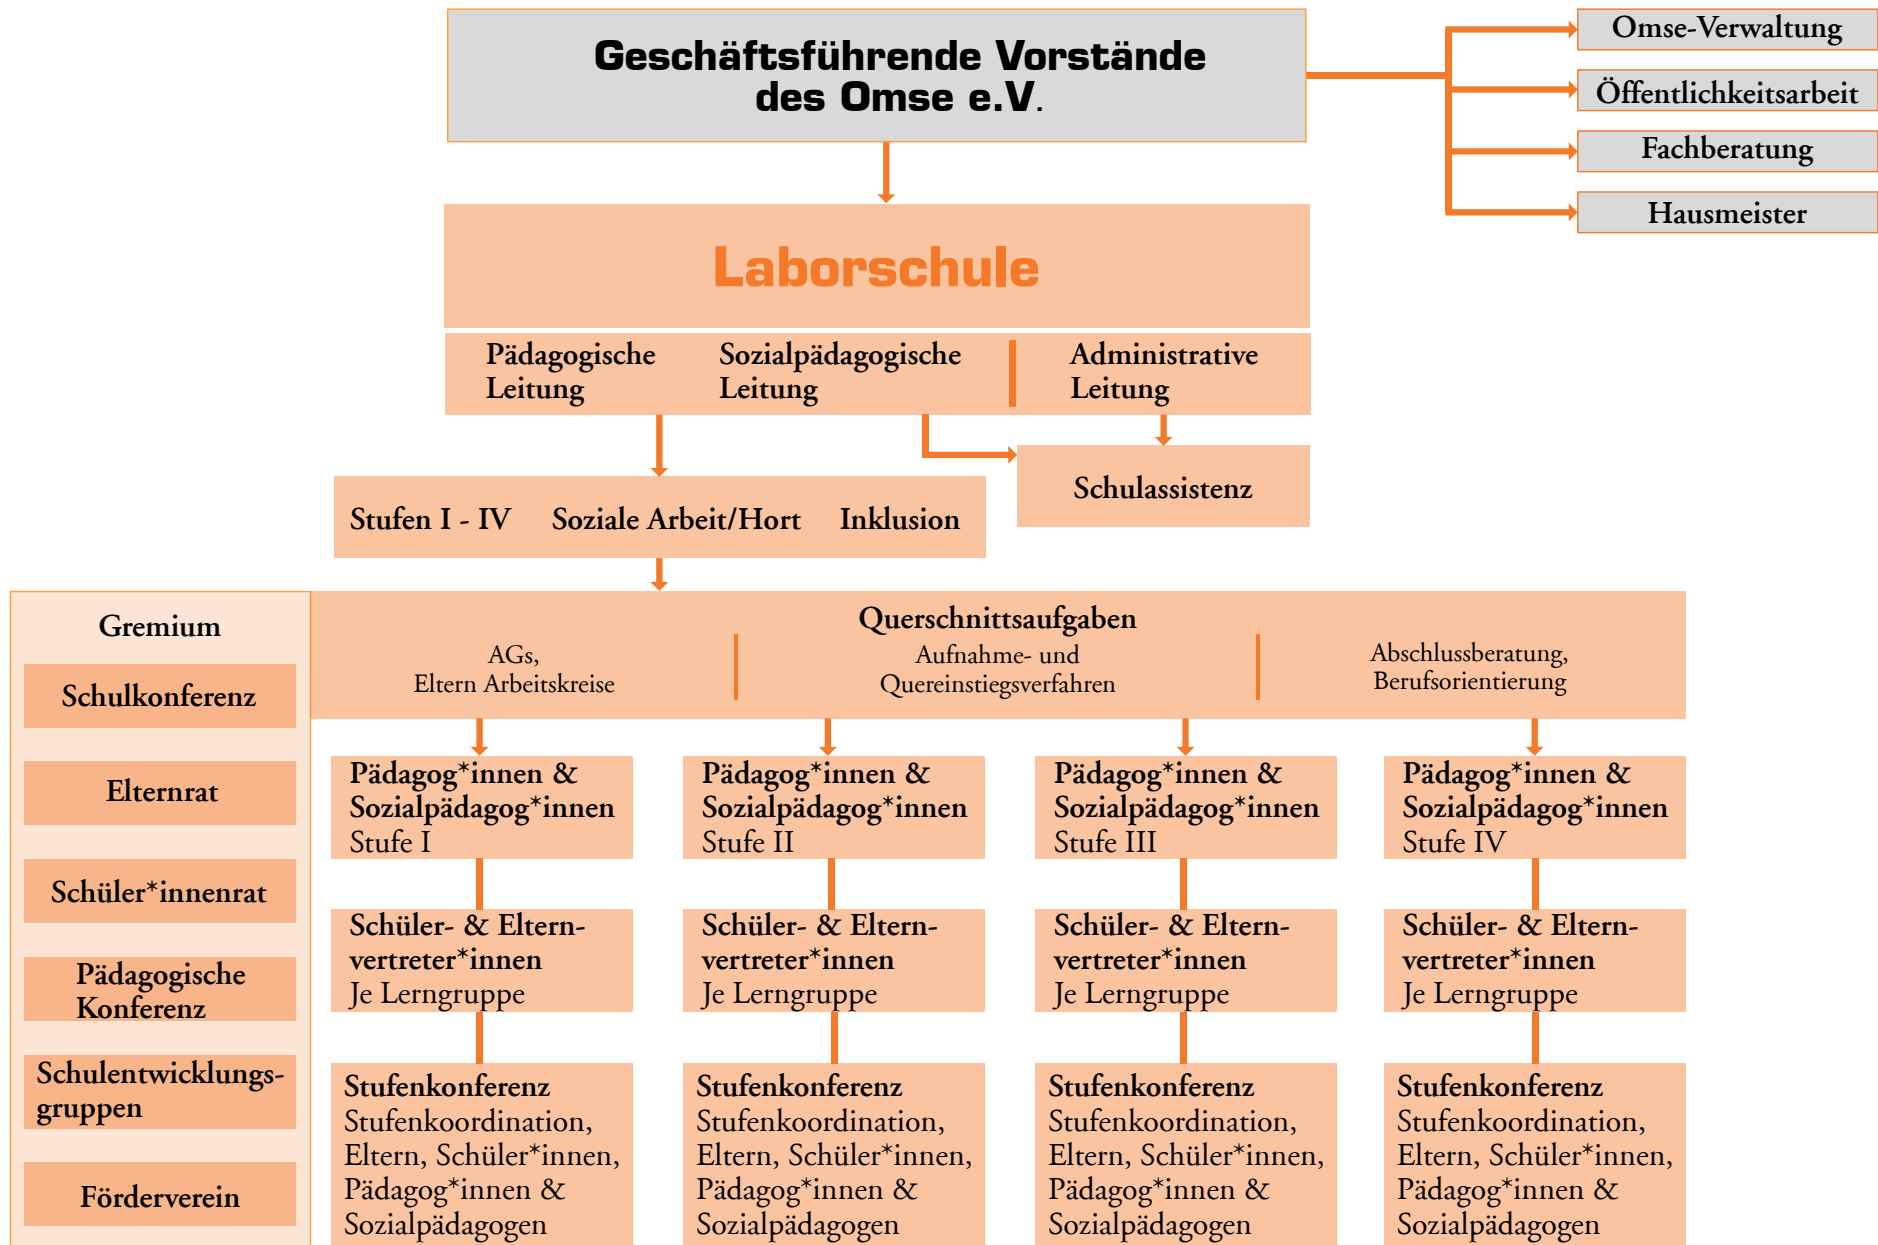 Geschäftsführende Vorstände
des Omse e.V.
Omse-Verwaltung
Öffentlichkeitsarbeit
Fachberatung
Hausmeister
Laborschule
Pädagogische
Leitung
Sozialpädagogische
Leitung
Administrative
Leitung
Schulassistenz
Stufen I - IV
Soziale Arbeit/Hort
Inklusion
Gremium
Schulkonferenz
Elternrat
Schüler*innenrat
Pädagogische
Konferenz
Schulentwicklungs-
gruppen
Förderverein
Querschnittsaufgaben
AGs,
Eltern Arbeitskreise
Aufnahme- und
Quereinstiegsverfahren
Abschlussberatung,
Berufsorientierung
Pädagog*innen &
Sozialpädagog*innen
Stufe I
Schüler- & Eltern-
vertreter*innen
Je Lerngruppe
Stufenkonferenz
Stufenkoordination,
Eltern, Schüler*innen,
Pädagog*innen &
Sozialpädagogen
Pädagog*innen &
Sozialpädagog*innen
Stufe II
Schüler- & Eltern-
vertreter*innen
Je Lerngruppe
Stufenkonferenz
Stufenkoordination,
Eltern, Schüler*innen,
Pädagog*innen &
Sozialpädagogen
Pädagog*innen &
Sozialpädagog*innen
Stufe III
Schüler- & Eltern-
vertreter*innen
Je Lerngruppe
Stufenkonferenz
Stufenkoordination,
Eltern, Schüler*innen,
Pädagog*innen &
Sozialpädagogen
Pädagog*innen &
Sozialpädagog*innen
Stufe IV
Schüler- & Eltern-
vertreter*innen
Je Lerngruppe
Stufenkonferenz
Stufenkoordination,
Eltern, Schüler*innen,
Pädagog*innen &
Sozialpädagogen